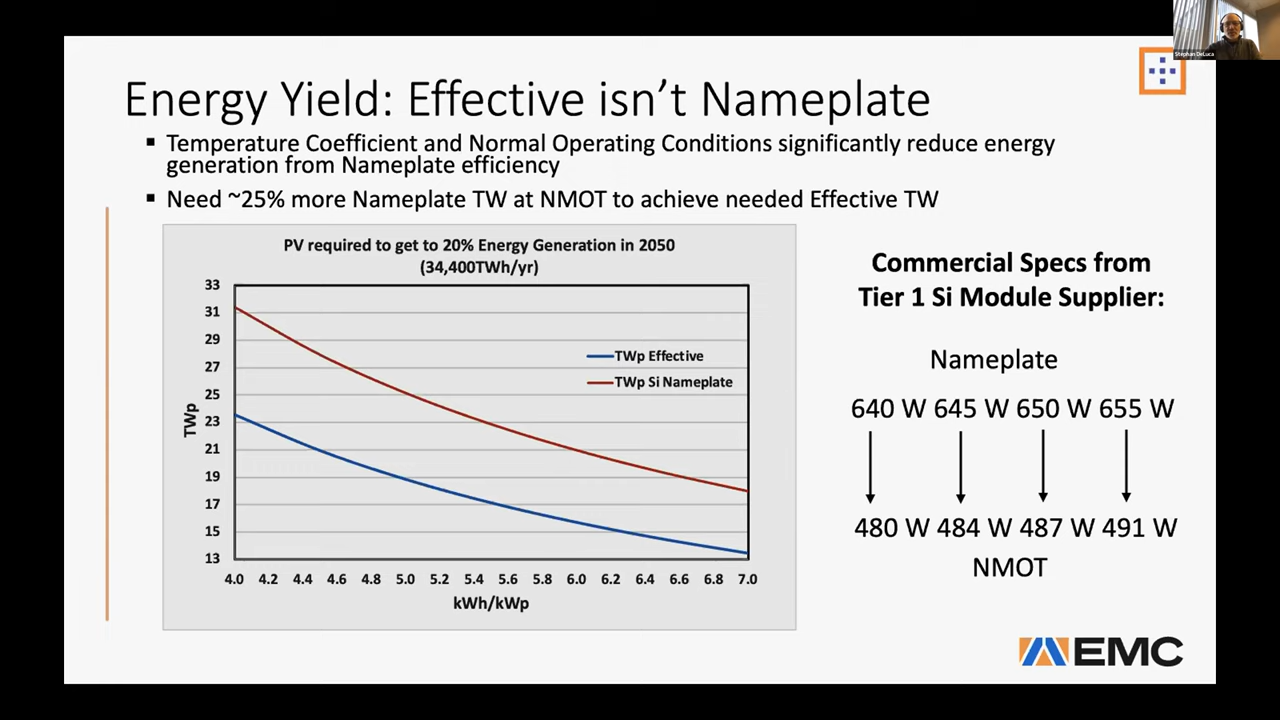 Stephan DeLuca
Energy Yield: Effective isn't Nameplate
▪ Temperature Coefficient and Normal Operating Conditions significantly reduce energy
generation from Nameplate efficiency
▪ Need ~25% more Nameplate TW at NMOT to achieve needed Effective TW
PV required to get to 20% Energy Generation in 2050
(34,400TWh/yr)
33
31
29
27
25
23
21
19
17
15
13
TWp
TWp Effective
TWp Si Nameplate
4.0 4.2 4.4 4.6 4.8 5.0 5.2 5.4 5.6 5.8 6.0 6.2 6.4 6.6 6.8 7.0
kWh/kWp
Commercial Specs from
Tier 1 Si Module Supplier:
Nameplate
640 W 645 W 650 W 655 W
480 W 484 W 487 W 491 W
NMOT
EMC